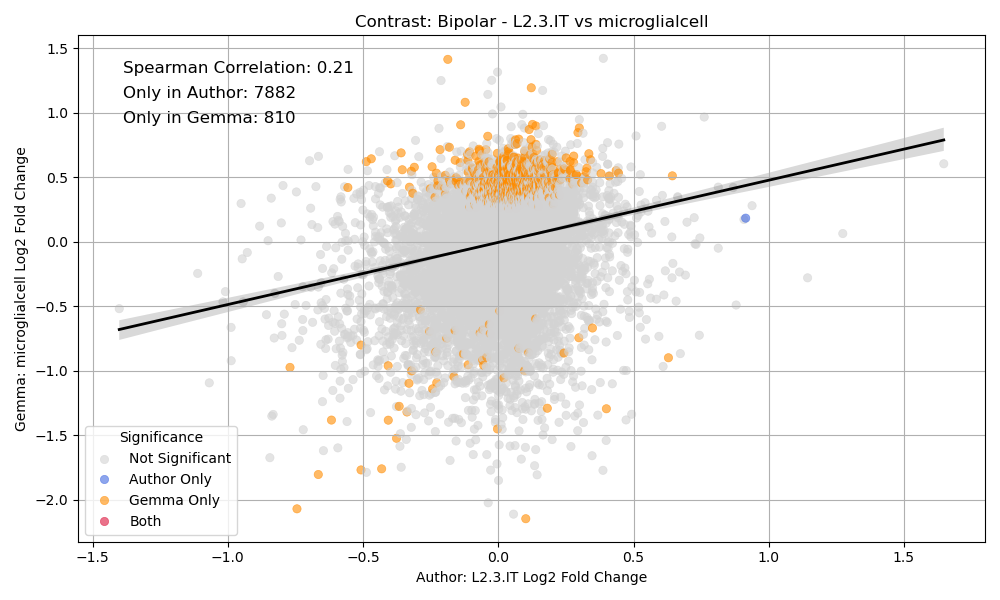 Contrast: Bipolar - L2.3.IT vs microglialcell
Spearman Correlation: 0.21
Only in Author: 7882
Only in Gemma: 810
Gemma: microglialcell Log2 Fold Change
1.5
1.0
0.5
0.0
−0.5
−1.0
−1.5
−2.0
Significance
Not Significant
Author Only
Gemma Only
Both
−1.5
−1.0
−0.5
0.0
0.5
1.0
1.5
Author: L2.3.IT Log2 Fold Change